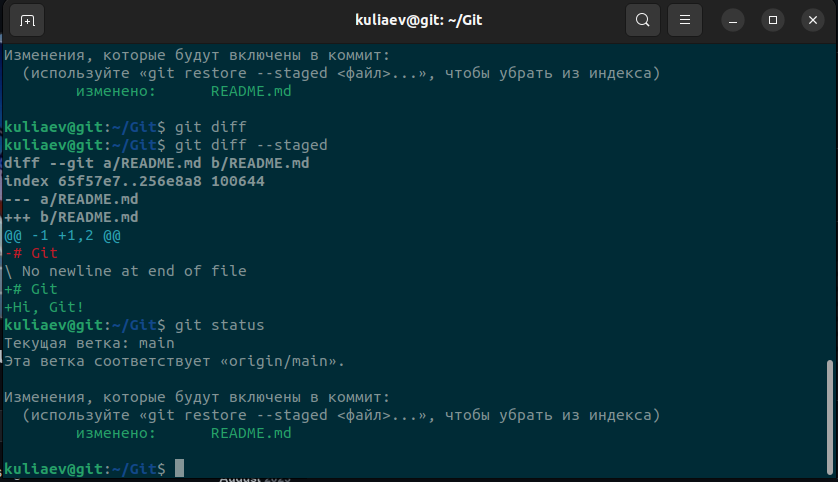 kuliaev@git: ~/Git
Изменения, которые будут включены в коммит:
  (используйте «git restore --staged <файл>...», чтобы убрать из индекса)
        изменено:      README.md
kuliaev@git:~/Git$ git diff
kuliaev@git:~/Git$ git diff --staged
diff --git a/README.md b/README.md
index 65f57e7..256e8a8 100644
--- a/README.md
+++ b/README.md
@@ -1 +1,2 @@
-# Git
\ No newline at end of file
+# Git
+Hi, Git!
kuliaev@git:~/Git$ git status
Текущая ветка: main
Эта ветка соответствует «origin/main».
Изменения, которые будут включены в коммит:
  (используйте «git restore --staged <файл>...», чтобы убрать из индекса)
        изменено:      README.md
kuliaev@git:~/Git$
August 2023